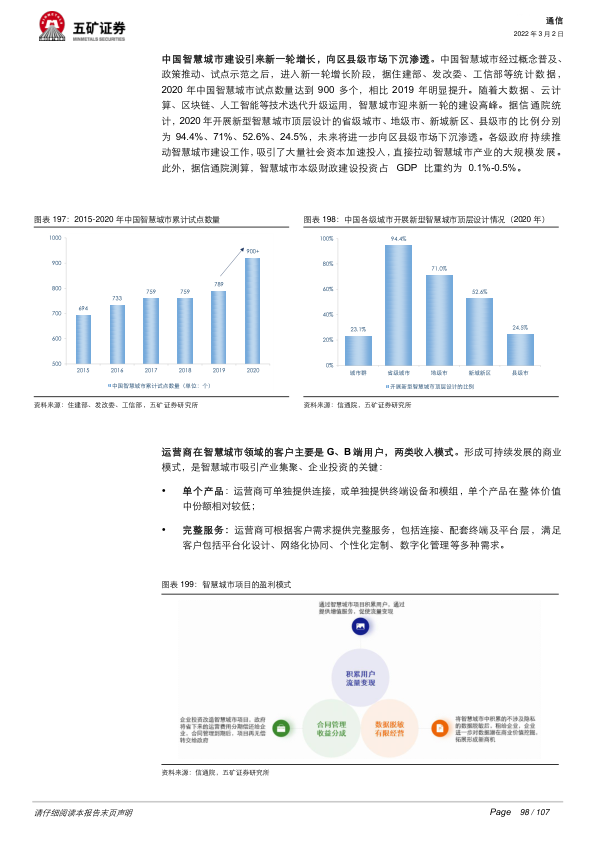 五矿证券
MINMETALS SECURITIES
通信
2022 年 3 月 2 日
中国智慧城市建设引来新一轮增长，向区县级市场下沉渗透。中国智慧城市经过概念普及、
政策推动、试点示范之后，进入新一轮增长阶段，据住建部、发改委、工信部等统计数据，
2020 年中国智慧城市试点数量达到 900 多个，相比 2019 年明显提升。随着大数据、云计
算、区块链、人工智能等技术迭代升级运用，智慧城市迎来新一轮的建设高峰。据信通院统
计，2020 年开展新型智慧城市顶层设计的省级城市、地级市、新城新区、县级市的比例分别
为 94.4%、71%、52.6%、24.5%，未来将进一步向区县级市场下沉渗透。各级政府持续推
动智慧城市建设工作，吸引了大量社会资本加速投入，直接拉动智慧城市产业的大规模发展。
此外，据信通院测算，智慧城市本级财政建设投资占 GDP 比重约为 0.1%-0.5%。
图表 197：2015-2020 年中国智慧城市累计试点数量
1000
900
800
700
600
500
694
733
759
759
789
900+
2015
2016
2017
2018
2019
2020
中国智慧城市累计试点数量（单位：个）
资料来源：住建部、发改委、工信部，五矿证券研究所
图表 198：中国各级城市开展新型智慧城市顶层设计情况（2020 年）
100%
80%
60%
40%
20%
0%
23.1%
94.4%
71.0%
52.6%
24.5%
城市群
省级城市
地级市
新城新区
县级市
开展新型智慧城市顶层设计的比例
资料来源：信通院，五矿证券研究所
运营商在智慧城市领域的客户主要是 G、B 端用户，两类收入模式。形成可持续发展的商业
模式，是智慧城市吸引产业集聚、企业投资的关键：
• 单个产品：运营商可单独提供连接，或单独提供终端设备和模组，单个产品在整体价值
中份额相对较低；
• 完整服务：运营商可根据客户需求提供完整服务，包括连接、配套终端及平台层，满足
客户包括平台化设计、网络化协同、个性化定制、数字化管理等多种需求。
图表 199：智慧城市项目的盈利模式
通过智慧城市项目积累用户，通过
提供增值服务，促使流量变现
积累用户
流量变现
企业投资改造智慧城市项目，政府
将省下来的运营费用分期偿还给企
业，合同管理到期后，项目再无偿
转交给政府
合同管理
收益分成
数据脱敏
有限经营
将智慧城市中积累的不涉及隐私
的数据脱敏后，租给企业，企业
进一步对数据潜在商业价值挖掘，
拓展形成新商机
资料来源：信通院，五矿证券研究所
请仔细阅读本报告末页声明
Page 98 / 107